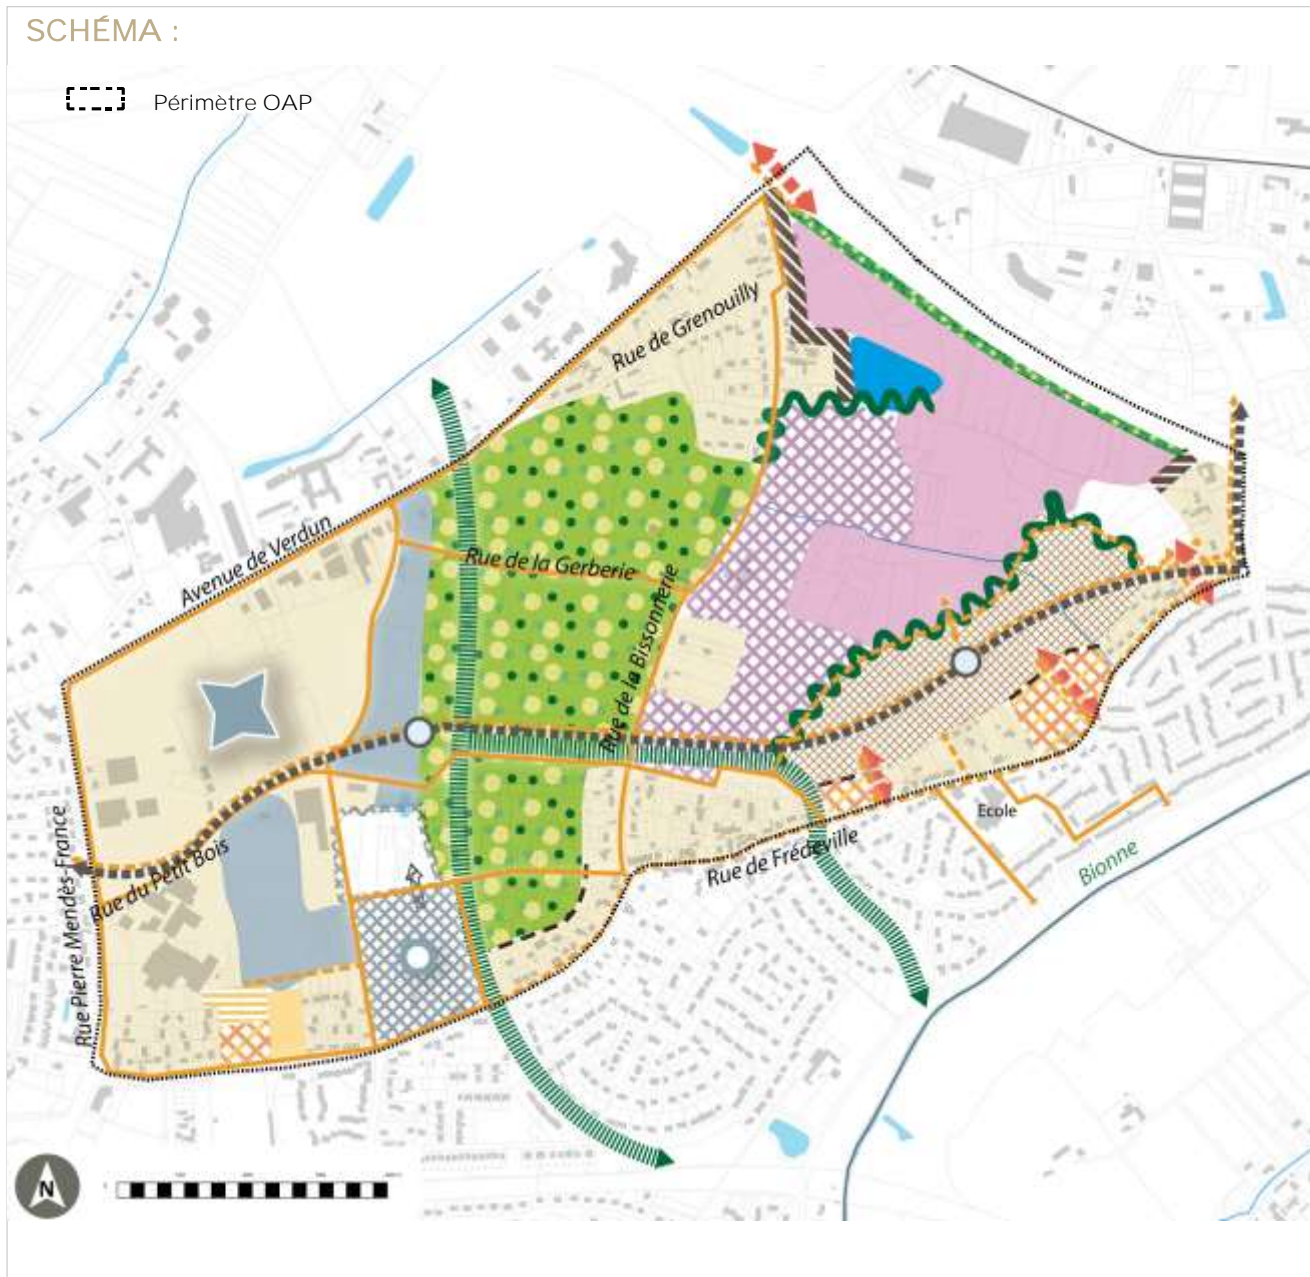 SCHÉMA :
Périmètre OAP
Rue de Grenouilly
Avenue de Verdun
Rue de la Gerberie
Rue de la Bissonnerie
Rue du Petit Bois
Rue Pierre Mendès-France
Rue de Frédeville
Ecole
Bionne
N